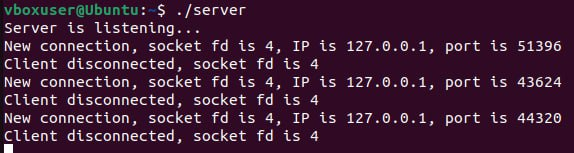 vboxuser@Ubuntu:~$ ./server
Server is listening...
New connection, socket fd is 4, IP is 127.0.0.1, port is 51396
Client disconnected, socket fd is 4
New connection, socket fd is 4, IP is 127.0.0.1, port is 43624
Client disconnected, socket fd is 4
New connection, socket fd is 4, IP is 127.0.0.1, port is 44320
Client disconnected, socket fd is 4